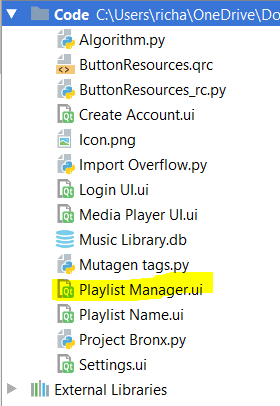 Code C:\Users\richa\OneDrive\Do
Algorithm.py
ButtonResources.qrc
ButtonResources_rc.py
Create Account.ui
Icon.png
Import Overflow.py
Login UI.ui
Media Player UI.ui
Music Library.db
Mutagen tags.py
Playlist Manager.ui
Playlist Name.ui
Project Bronx.py
Settings.ui
External Libraries